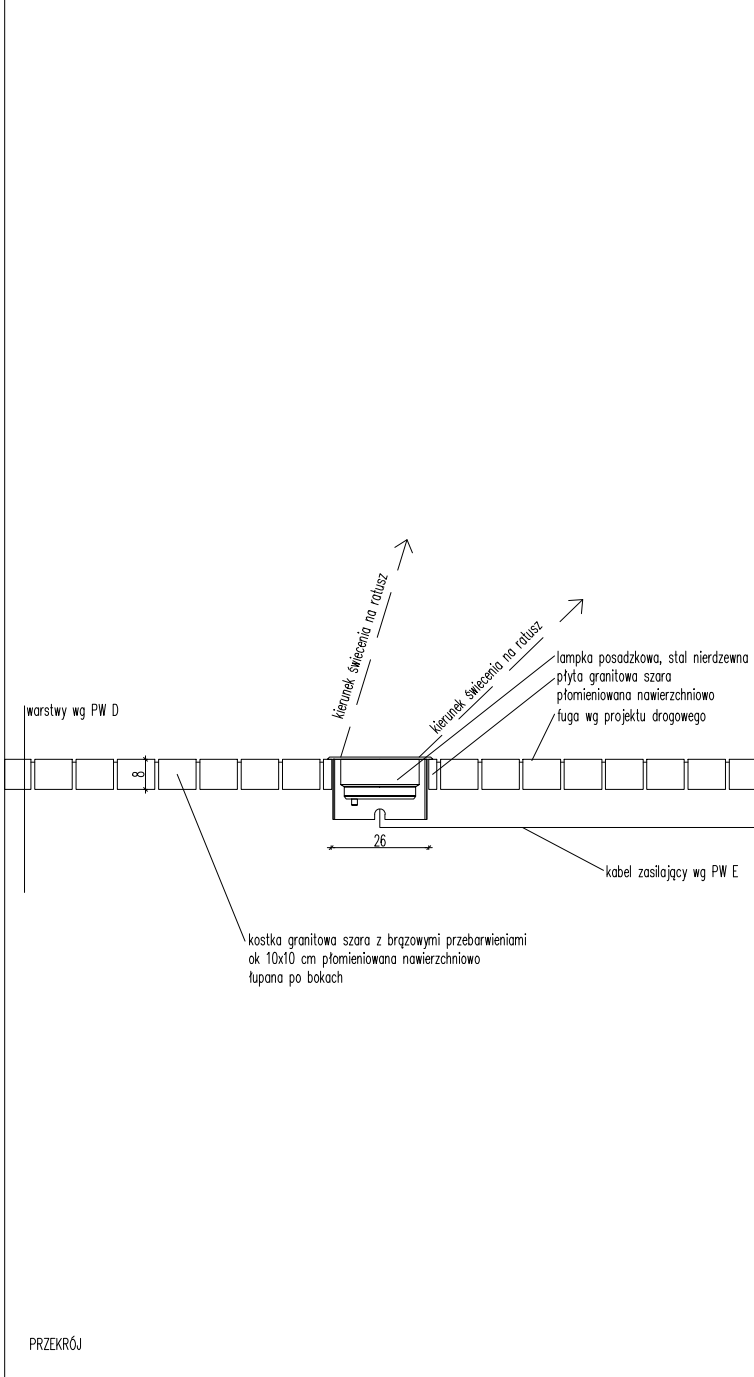 kierunek świecenia na ratusz
kierunek świecenia na ratusz
lampka posadzkowa, stal nierdzewna
płyta granitowa szara
płomieniowana nawierzchniowo
fuga wg projektu drogowego
warstwy wg PW D
8
26
kabel zasilający wg PW E
kostka granitowa szara z brązowymi przebarwieniami
ok 10x10 cm płomieniowana nawierzchniowo
łupana po bokach
PRZEKRÓJ